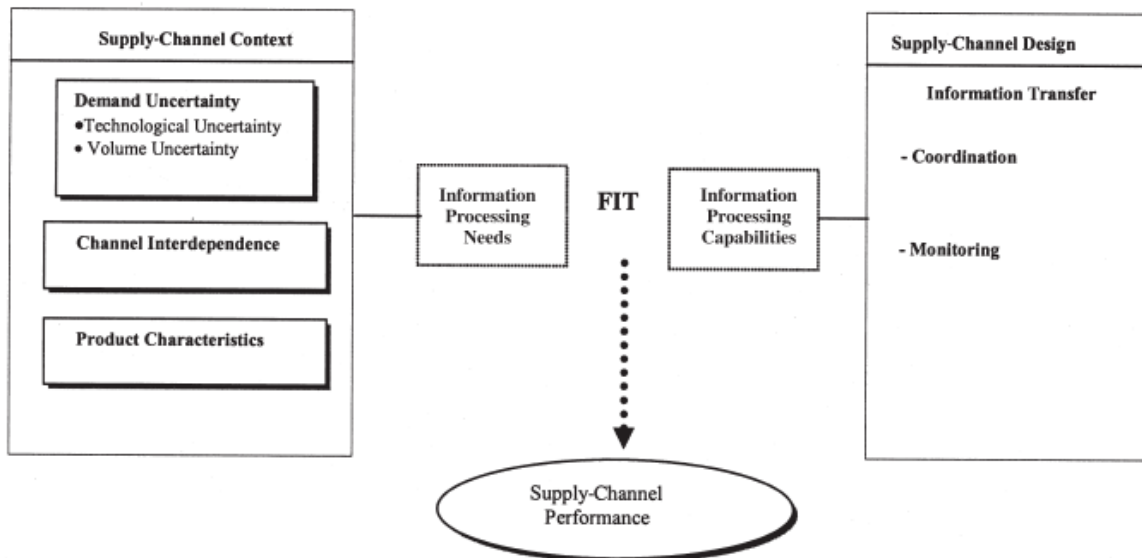 Supply-Channel Context
Demand Uncertainty
•Technological Uncertainty
• Volume Uncertainty
Channel Interdependence
Product Characteristics
Information
Processing
Needs
FIT
Information
Processing
Capabilities
Supply-Channel Design
Information Transfer
- Coordination
- Monitoring
Supply-Channel
Performance